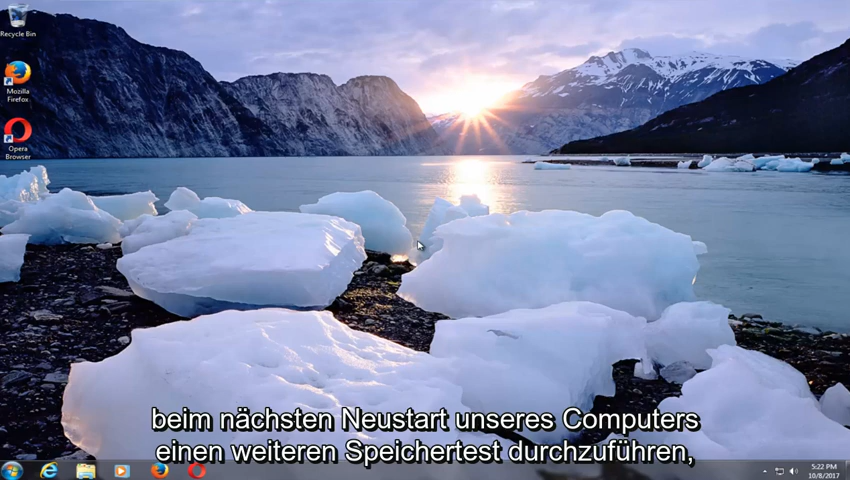 Recycle Bin
Mozilla
Firefox
Opera
Browser
beim nächsten Neustart unseres Computers
einen weiteren Speichertest durchzuführen,
5:22 PM
10/8/2017